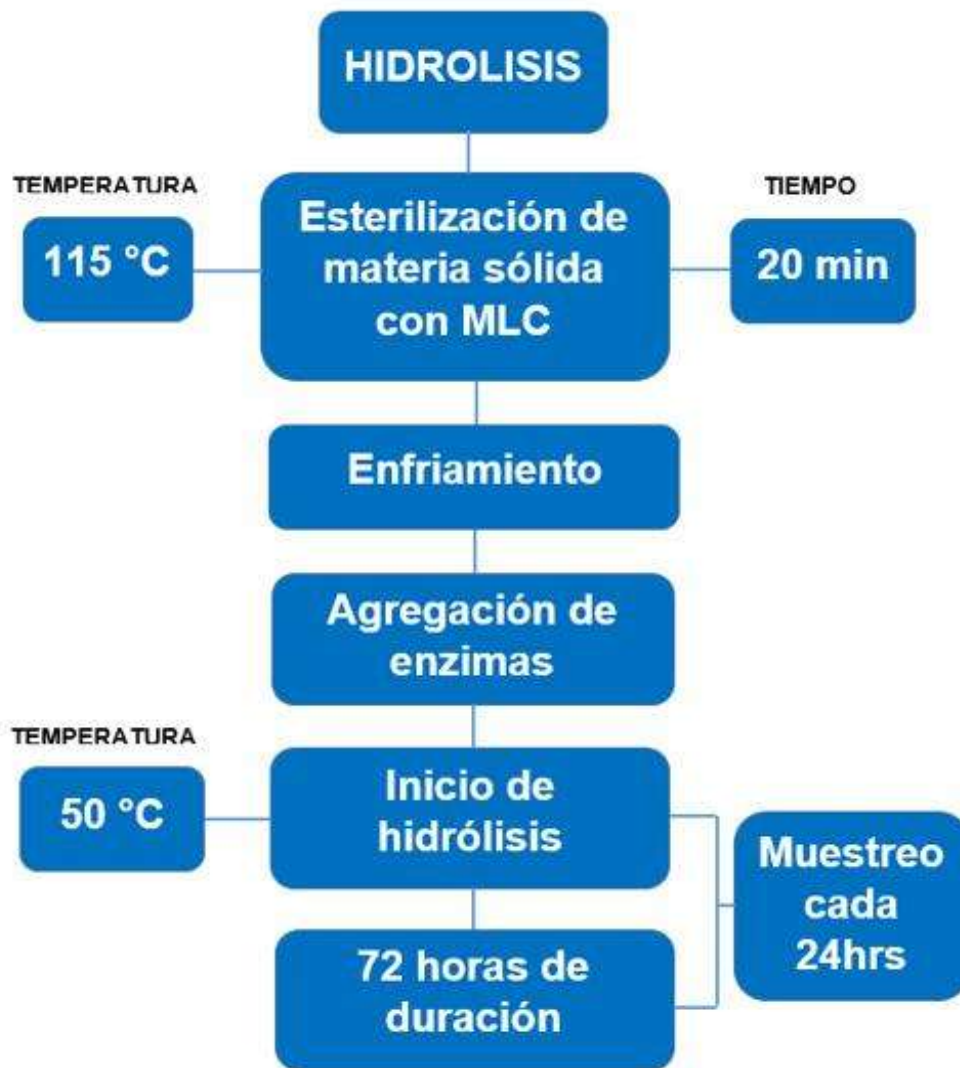 HIDROLISIS
TEMPERATURA
115 °C
Esterilización de
materia sólida
con MLC
TIEMPO
20 min
Enfriamiento
Agregación de
enzimas
TEMPERATURA
50 °C
Inicio de
hidrólisis
Muestreo
cada
24hrs
72 horas de
duración